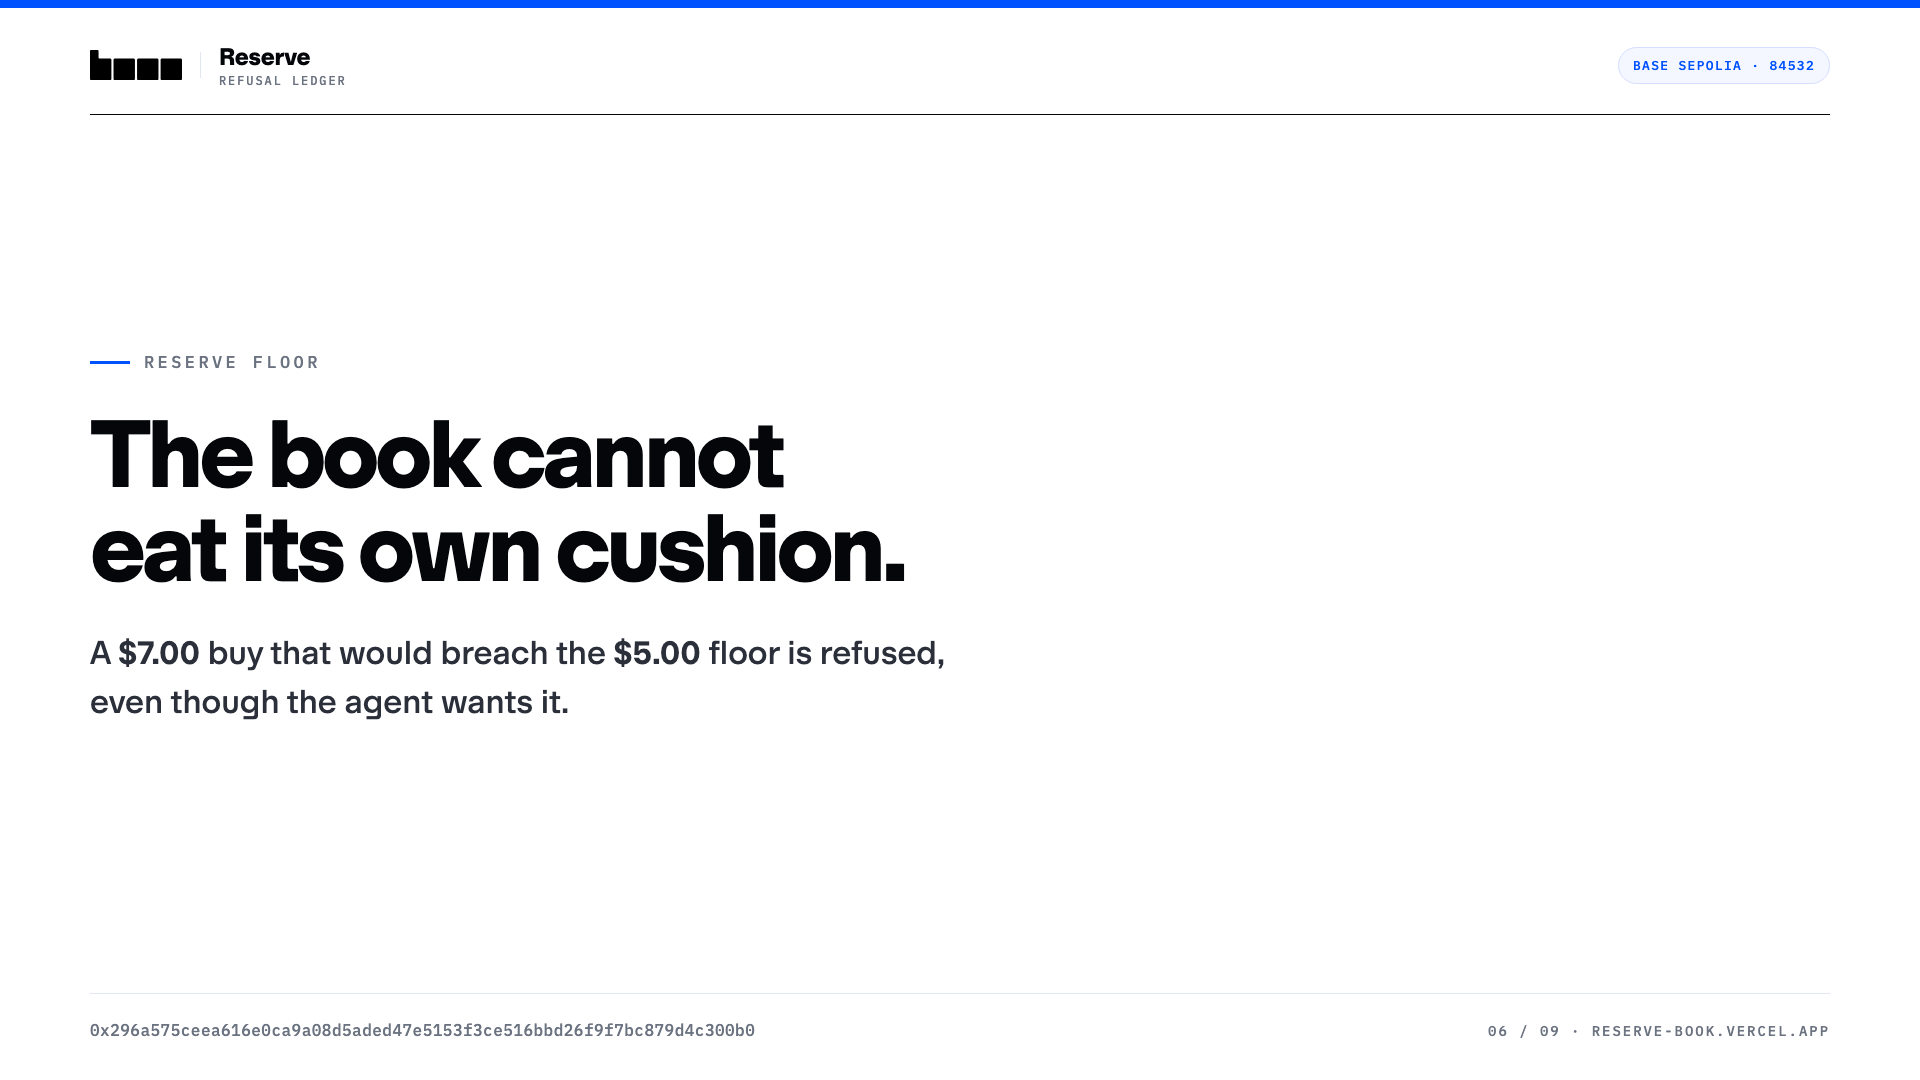 Reserve
REFUSAL LEDGER
BASE SEPOLIA · 84532
RESERVE FLOOR
The book cannot
eat its own cushion.
A $7.00 buy that would breach the $5.00 floor is refused,
even though the agent wants it.
0x296a575ceea616e0ca9a08d5aded47e5153f3ce516bbd26f9f7bc879d4c300b0
06 / 09 · RESERVE-BOOK.VERCEL.APP